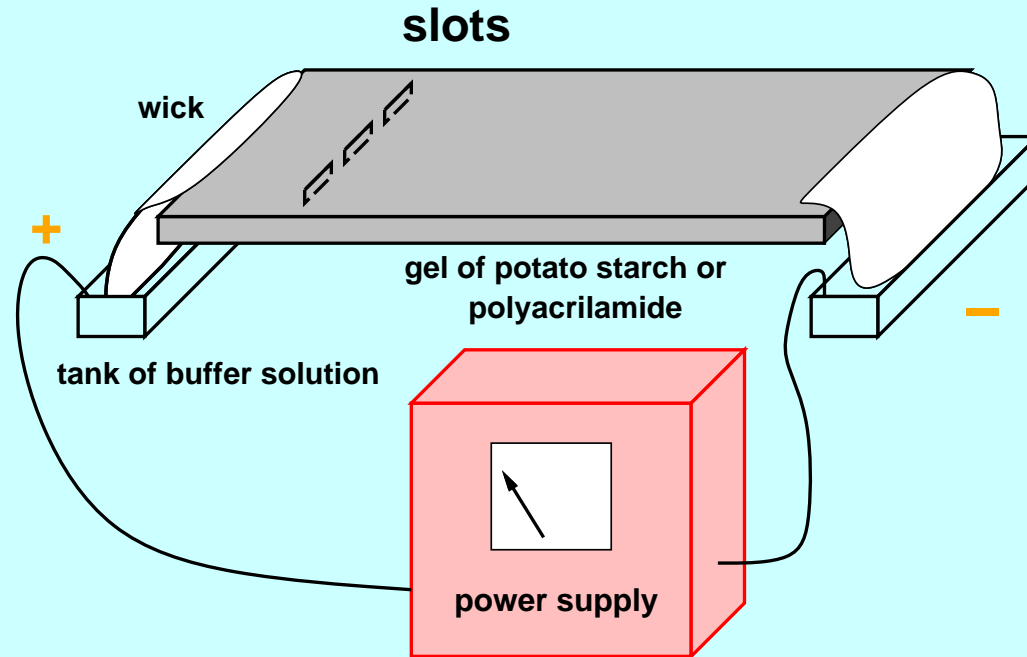 slots
wick
+
gel of potato starch or
polyacrilamide
−
tank of buffer solution
power supply